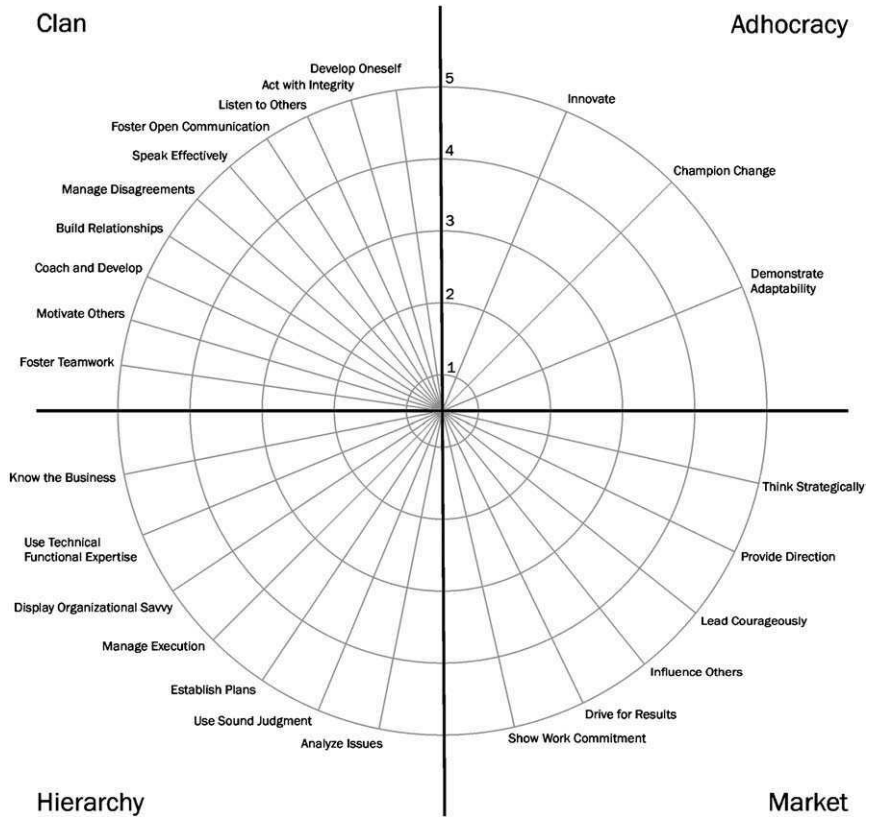 Clan
Adhocracy
Develop Oneself
Act with Integrity
Listen to Others
Foster Open Communication
Speak Effectively
Manage Disagreements
Build Relationships
Coach and Develop
Motivate Others
Foster Teamwork
5
4
3
2
1
Innovate
Champion Change
Demonstrate
Adaptability
Know the Business
Use Technical
Functional Expertise
Display Organizational Savvy
Manage Execution
Establish Plans
Use Sound Judgment
Analyze Issues
Think Strategically
Provide Direction
Lead Courageously
Influence Others
Drive for Results
Show Work Commitment
Hierarchy
Market